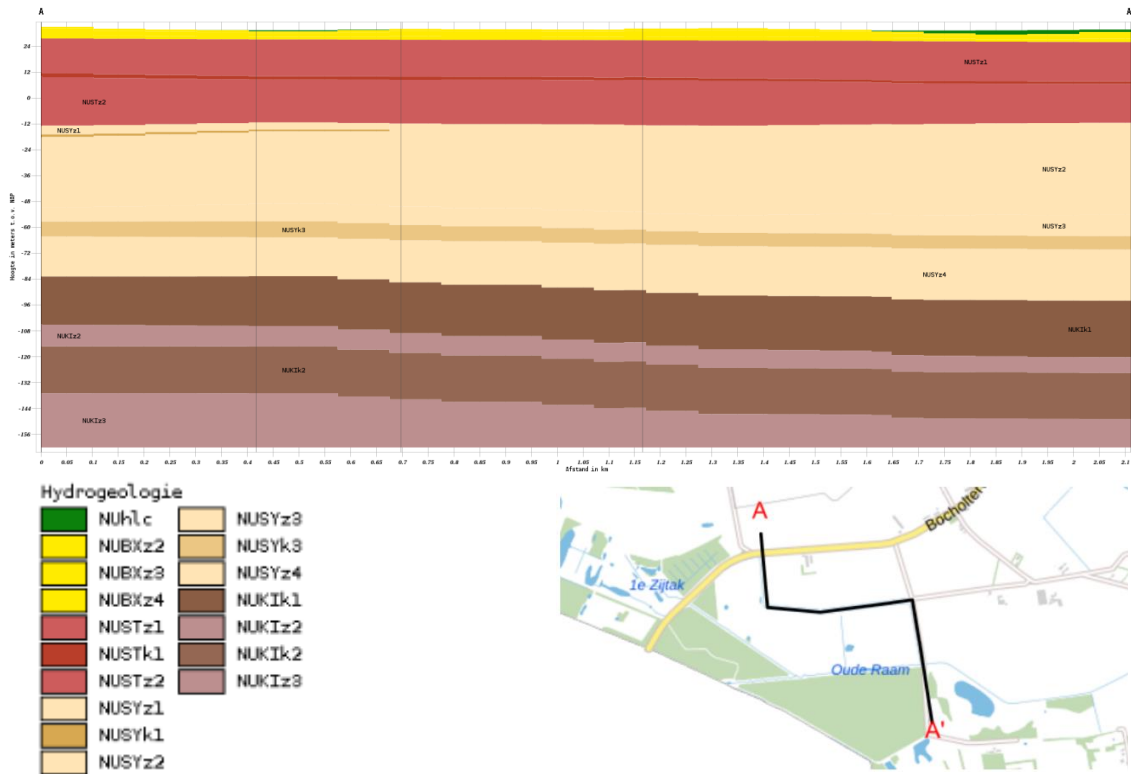 A A
24
12
NUSTz1
0
NUSTz2
-12
NUSYz1
-24
-36
NUSYz2
-48
-60
NUSYk3
NUSYz3
-72
NUSYz4
-84
-96
NUKIk1
-108
NUKIz2
-120
NUKIk2
-132
-144
NUKIz3
-156
Hoogte in meters t.o.v. NAP
0 0.05 0.1 0.15 0.2 0.25 0.3 0.35 0.4 0.45 0.5 0.55 0.6 0.65 0.7 0.75 0.8 0.85 0.9 0.95 1 1.05 1.1 1.15 1.2 1.25 1.3 1.35 1.4 1.45 1.5 1.55 1.6 1.65 1.7 1.75 1.8 1.85 1.9 1.95 2 2.05 2.1
Afstand in km
Hydrogeologie
NUhlc
NUBXz2
NUBXz3
NUBXz4
NUSTz1
NUSTk1
NUSTz2
NUSYz1
NUSYk1
NUSYz2
NUSYz3
NUSYk3
NUSYz4
NUKIk1
NUKIz2
NUKIk2
NUKIz3
A
Bocholter
1e Zijtak
Oude Raam
A'